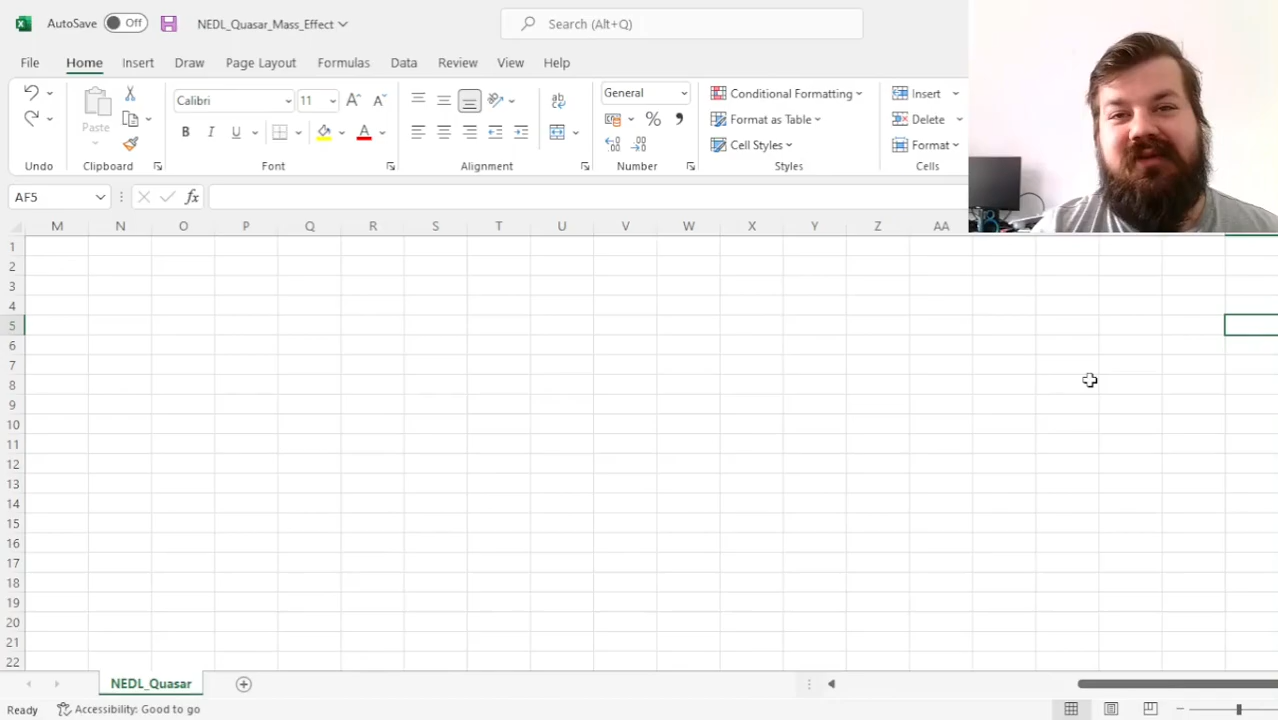 AutoSave Off NEDL_Quasar_Mass_Effect Search (Alt+Q)
File Home Insert Draw Page Layout Formulas Data Review View Help
Calibri 11 General Conditional Formatting Insert
Paste B I U A % Format as Table Delete
Cell Styles Format
Undo Clipboard Font Alignment Number Styles Cells
AF5 fx
M N O P Q R S T U V W X Y Z AA
1
2
3
4
5
6
7
8
9
10
11
12
13
14
15
16
17
18
19
20
21
22
NEDL_Quasar
Ready Accessibility: Good to go